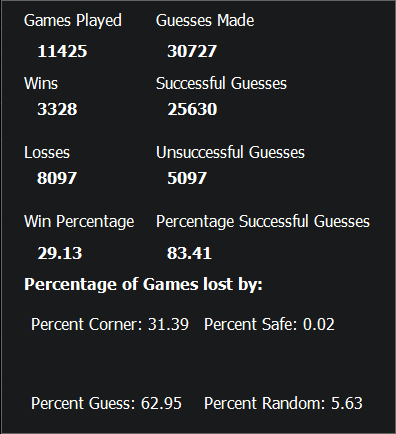 Games Played Guesses Made
11425 30727
Wins Successful Guesses
3328 25630
Losses Unsuccessful Guesses
8097 5097
Win Percentage Percentage Successful Guesses
29.13 83.41
Percentage of Games lost by:
Percent Corner: 31.39 Percent Safe: 0.02
Percent Guess: 62.95 Percent Random: 5.63